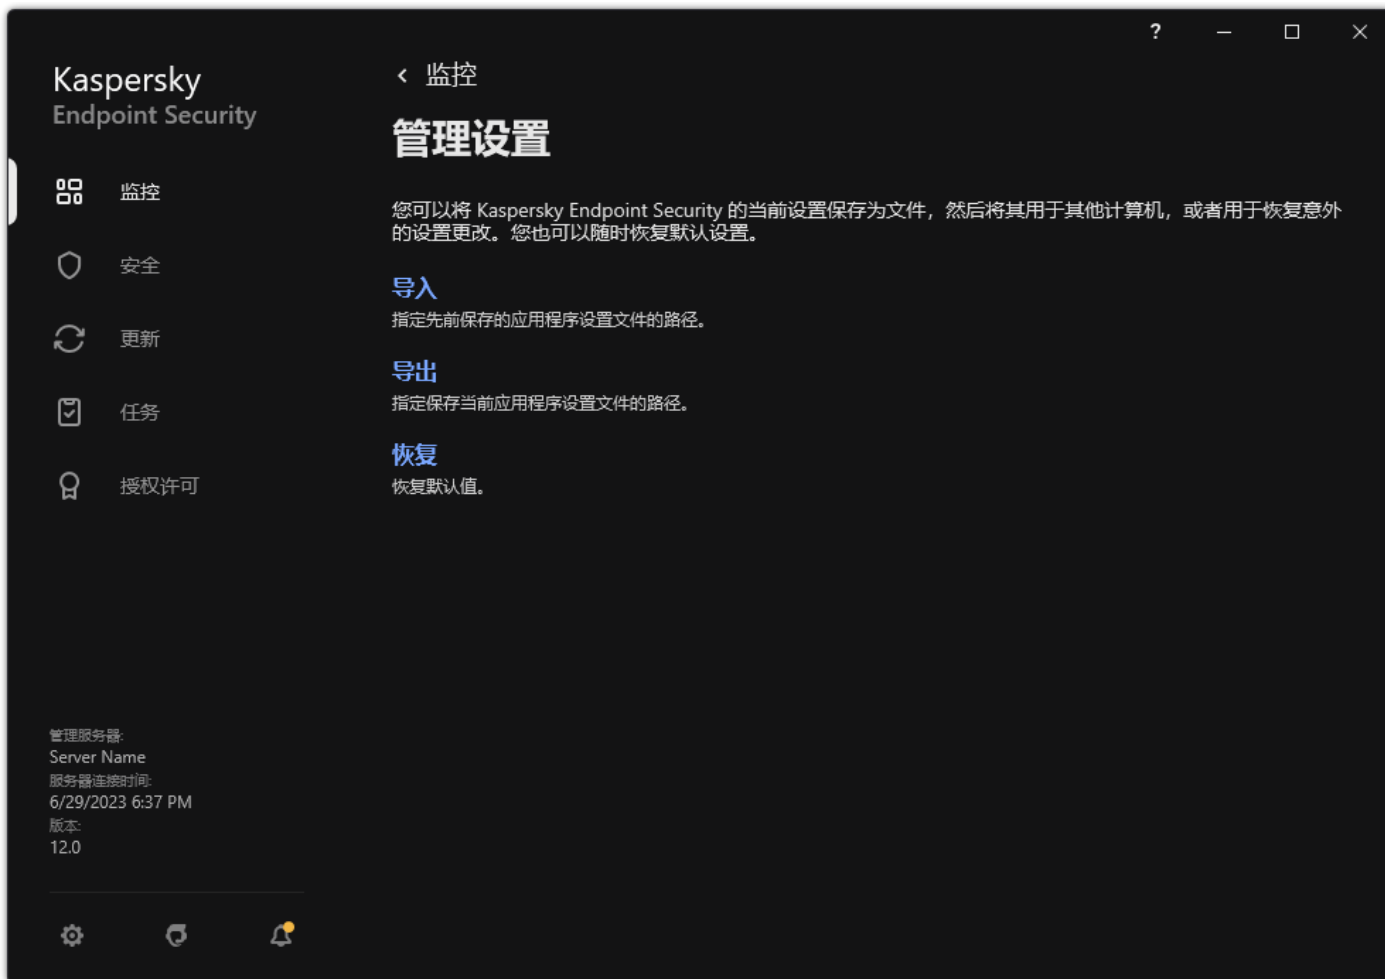 ?
Kaspersky
Endpoint Security
监控
安全
更新
任务
授权许可
管理服务器:
Server Name
服务器连接时间:
6/29/2023 6:37 PM
版本:
12.0
监控
管理设置
您可以将 Kaspersky Endpoint Security 的当前设置保存为文件，然后将其用于其他计算机，或者用于恢复意外
的设置更改。您也可以随时恢复默认设置。
导入
指定先前保存的应用程序设置文件的路径。
导出
指定保存当前应用程序设置文件的路径。
恢复
恢复默认值。